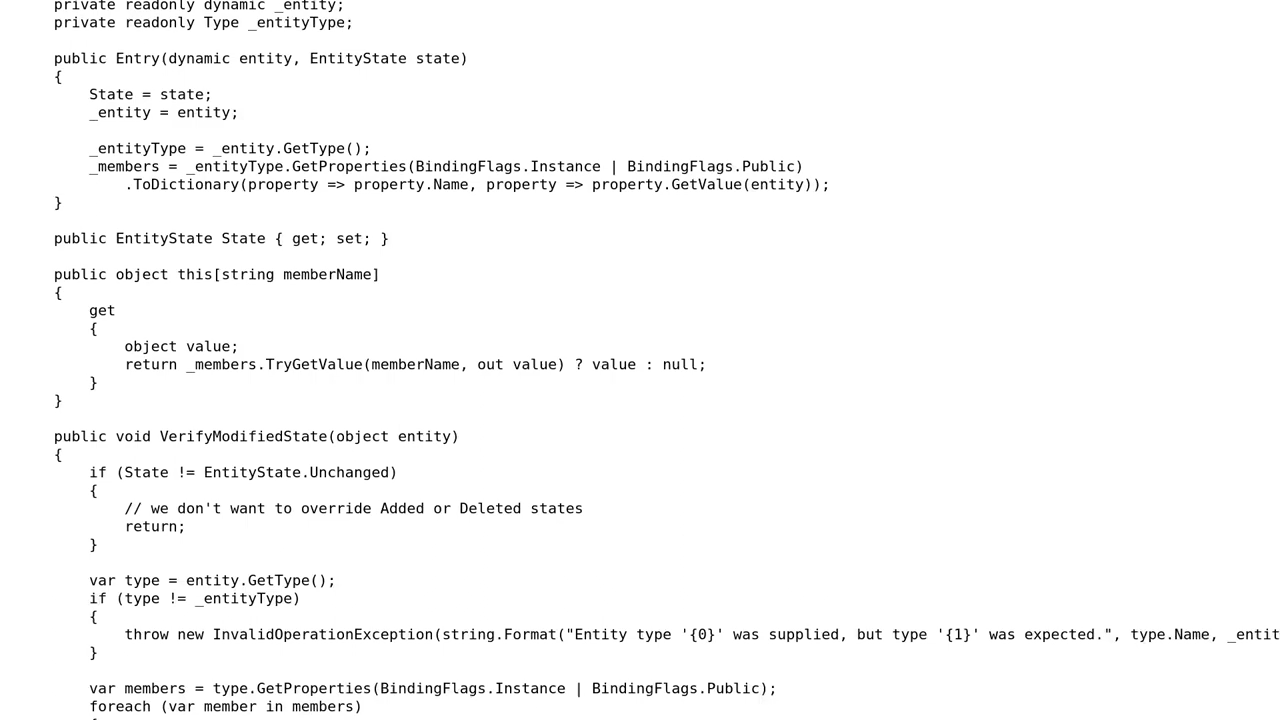 private readonly dynamic _entity;
private readonly Type _entityType;
public Entry(dynamic entity, EntityState state)
{
State = state;
_entity = entity;
_entityType = _entity.GetType();
_members = _entityType.GetProperties(BindingFlags.Instance | BindingFlags.Public)
.ToDictionary(property => property.Name, property => property.GetValue(entity));
}
public EntityState State { get; set; }
public object this[string memberName]
{
get
{
object value;
return _members.TryGetValue(memberName, out value) ? value : null;
}
}
public void VerifyModifiedState(object entity)
{
if (State != EntityState.Unchanged)
{
// we don't want to override Added or Deleted states
return;
}
var type = entity.GetType();
if (type != _entityType)
{
throw new InvalidOperationException(string.Format("Entity type '{0}' was supplied, but type '{1}' was expected.", type.Name, _entit
}
var members = type.GetProperties(BindingFlags.Instance | BindingFlags.Public);
foreach (var member in members)
{